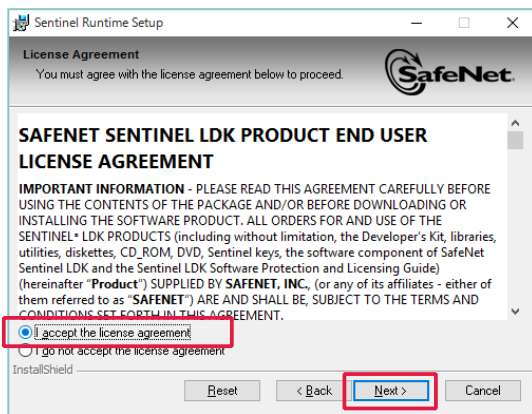 Sentinel Runtime Setup
License Agreement
You must agree with the license agreement below to proceed.
SafeNet.
SAFENET SENTINEL LDK PRODUCT END USER
LICENSE AGREEMENT
IMPORTANT INFORMATION - PLEASE READ THIS AGREEMENT CAREFULLY BEFORE
USING THE CONTENTS OF THE PACKAGE AND/OR BEFORE DOWNLOADING OR
INSTALLING THE SOFTWARE PRODUCT. ALL ORDERS FOR AND USE OF THE
SENTINEL® LDK PRODUCTS (including without limitation, the Developer's Kit, libraries,
utilities, diskettes, CD_ROM, DVD, Sentinel keys, the software component of SafeNet
Sentinel LDK and the Sentinel LDK Software Protection and Licensing Guide)
(hereinafter "Product") SUPPLIED BY SAFENET, INC., (or any of its affiliates - either of
them referred to as "SAFENET") ARE AND SHALL BE, SUBJECT TO THE TERMS AND
CONDITIONS SET FORTH IN THIS AGREEMENT.
I accept the license agreement
I do not accept the license agreement
InstallShield
Reset < Back Next > Cancel